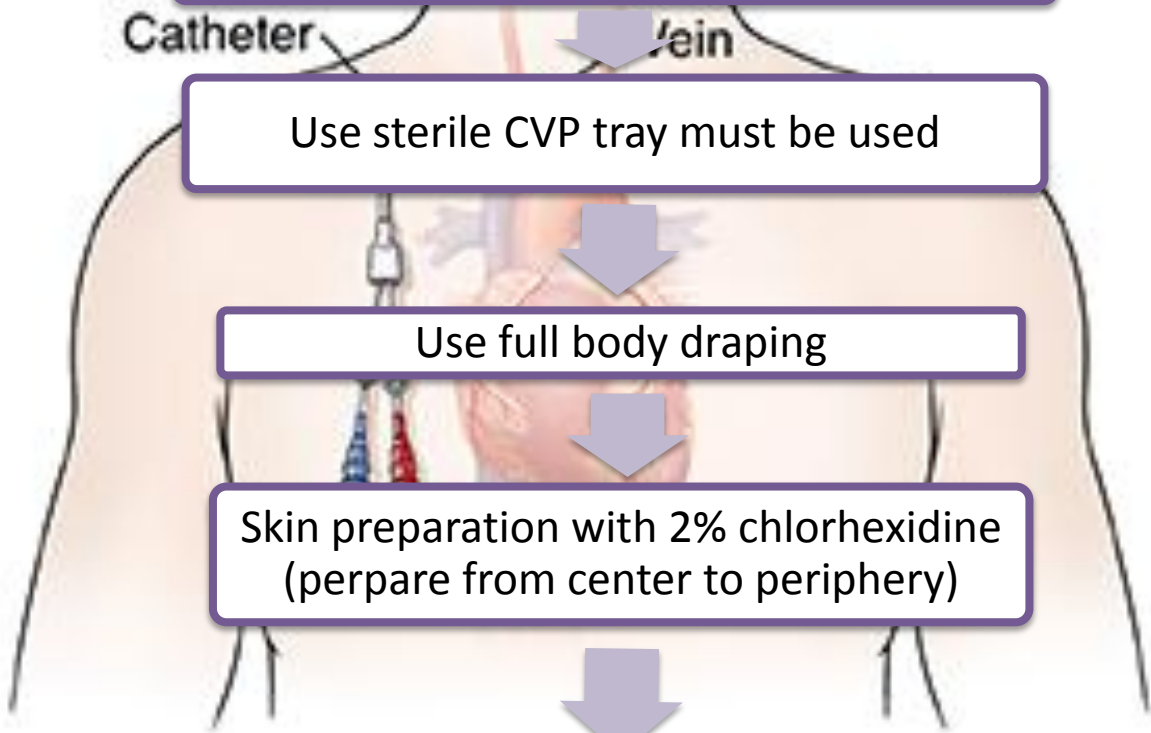 Catheter
Vein
Use sterile CVP tray must be used
Use full body draping
Skin preparation with 2% chlorhexidine
(perpare from center to periphery)